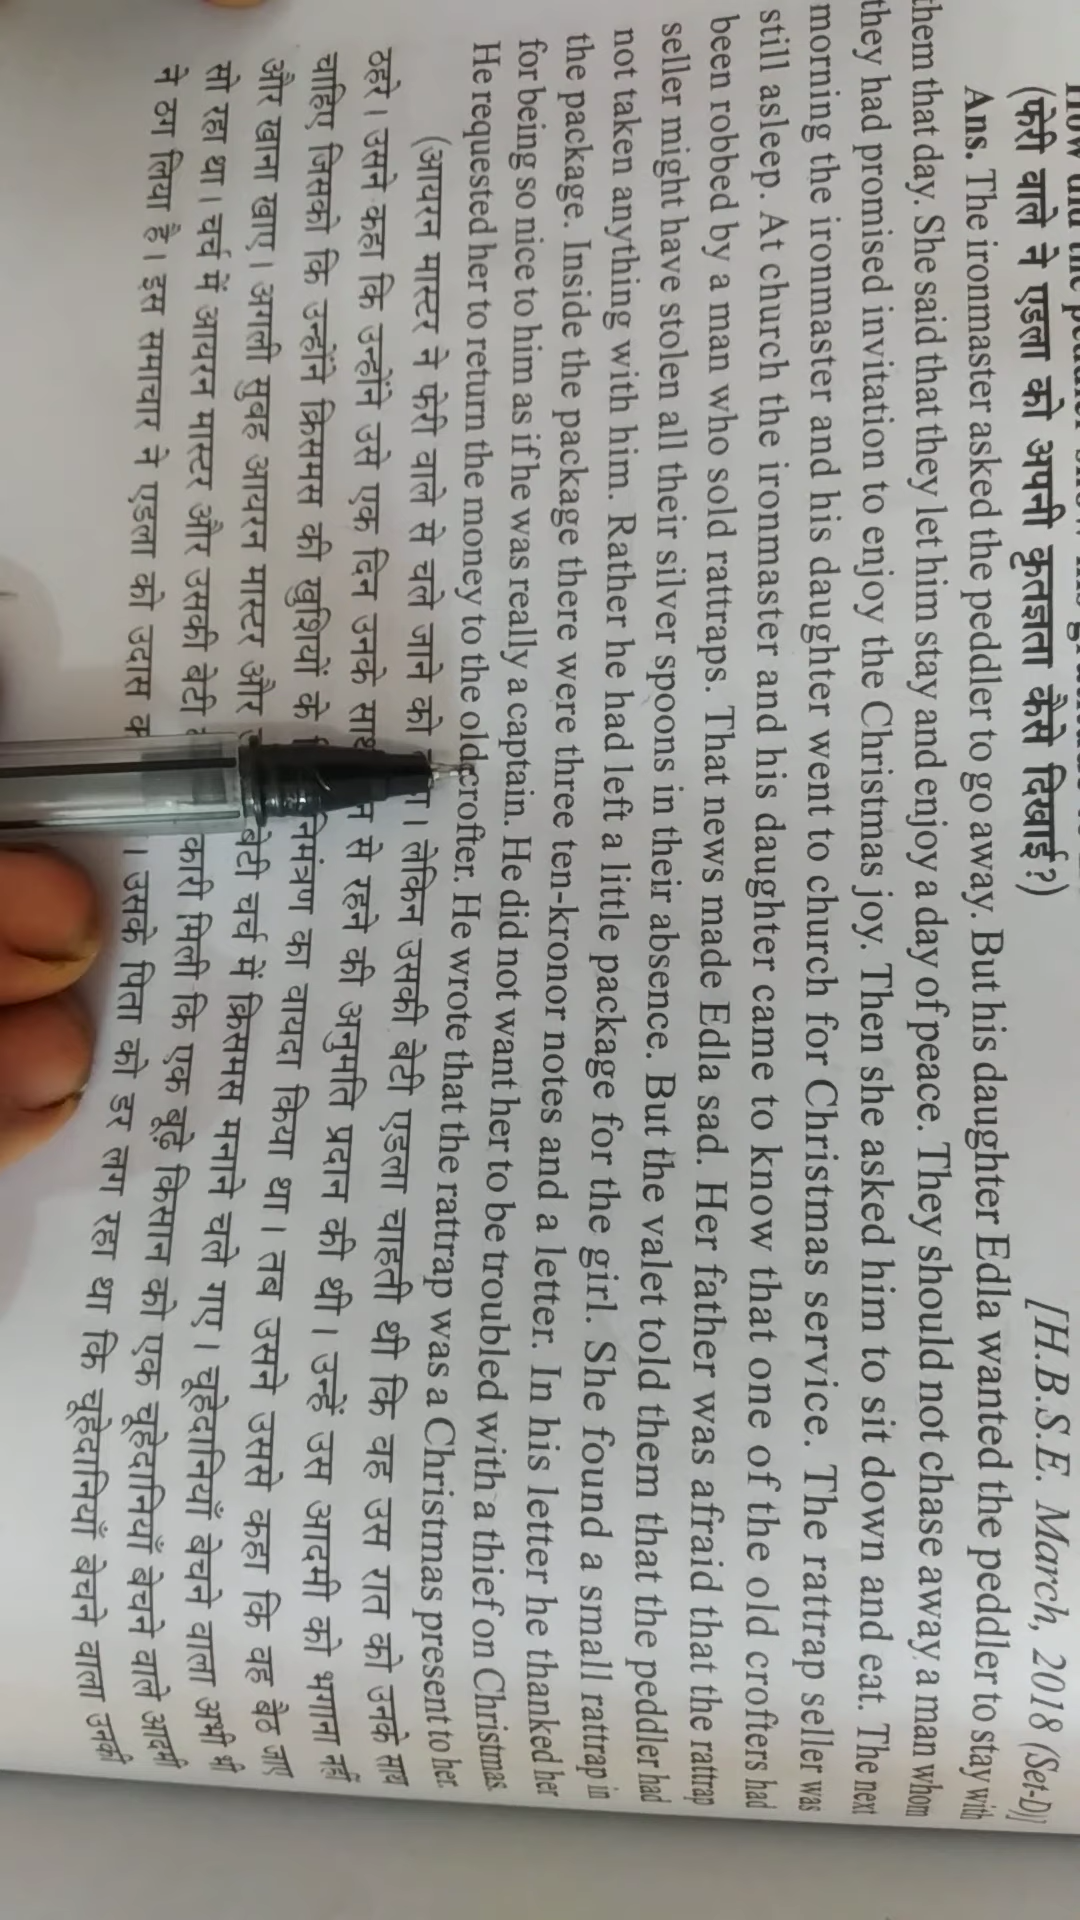 [H.B.S.E. March, 2018 (Set-D)]
(फेरी वाले ने एडला को अपनी कृतज्ञता कैसे दिखाई?)
Ans. The ironmaster asked the peddler to go away. But his daughter Edla wanted the peddler to stay with
them that day. She said that they let him stay and enjoy a day of peace. They should not chase away a man whom
they had promised invitation to enjoy the Christmas joy. Then she asked him to sit down and eat. The next
morning the ironmaster and his daughter went to church for Christmas service. The rattrap seller was
still asleep. At church the ironmaster and his daughter came to know that one of the old crofters had
been robbed by a man who sold rattraps. That news made Edla sad. Her father was afraid that the rattrap
seller might have stolen all their silver spoons in their absence. But the valet told them that the peddler had
not taken anything with him. Rather he had left a little package for the girl. She found a small rattrap in
the package. Inside the package there were three ten-kronor notes and a letter. In his letter he thanked her
for being so nice to him as if he was really a captain. He did not want her to be troubled with a thief on Christmas.
He requested her to return the money to the old crofter. He wrote that the rattrap was a Christmas present to her.
(आयरन मास्टर ने फेरी वाले से चले जाने को । लेकिन उसकी बेटी एडला चाहती थी कि वह उस रात को उनके साथ
ठहरे। उसने कहा कि उन्होंने उसे एक दिन उनके साथ से रहने की अनुमति प्रदान की थी। उन्हें उस आदमी को भगाना नहीं
चाहिए जिसको कि उन्होंने क्रिसमस की खुशियों के निमंत्रण का वायदा किया था। तब उसने उससे कहा कि वह बैठ जाए
और खाना खाए। अगली सुबह आयरन मास्टर और बेटी चर्च में क्रिसमस मनाने चले गए। चूहेदानियाँ बेचने वाला अभी भी
सो रहा था। चर्च में आयरन मास्टर और उसकी बेटी मिली कि एक बूढ़े किसान को एक चूहेदानियाँ बेचने वाले आदमी
ने ठग लिया है। इस समाचार ने एडला को उदास । उसके पिता को डर लग रहा था कि चूहेदानियाँ बेचने वाला उनकी